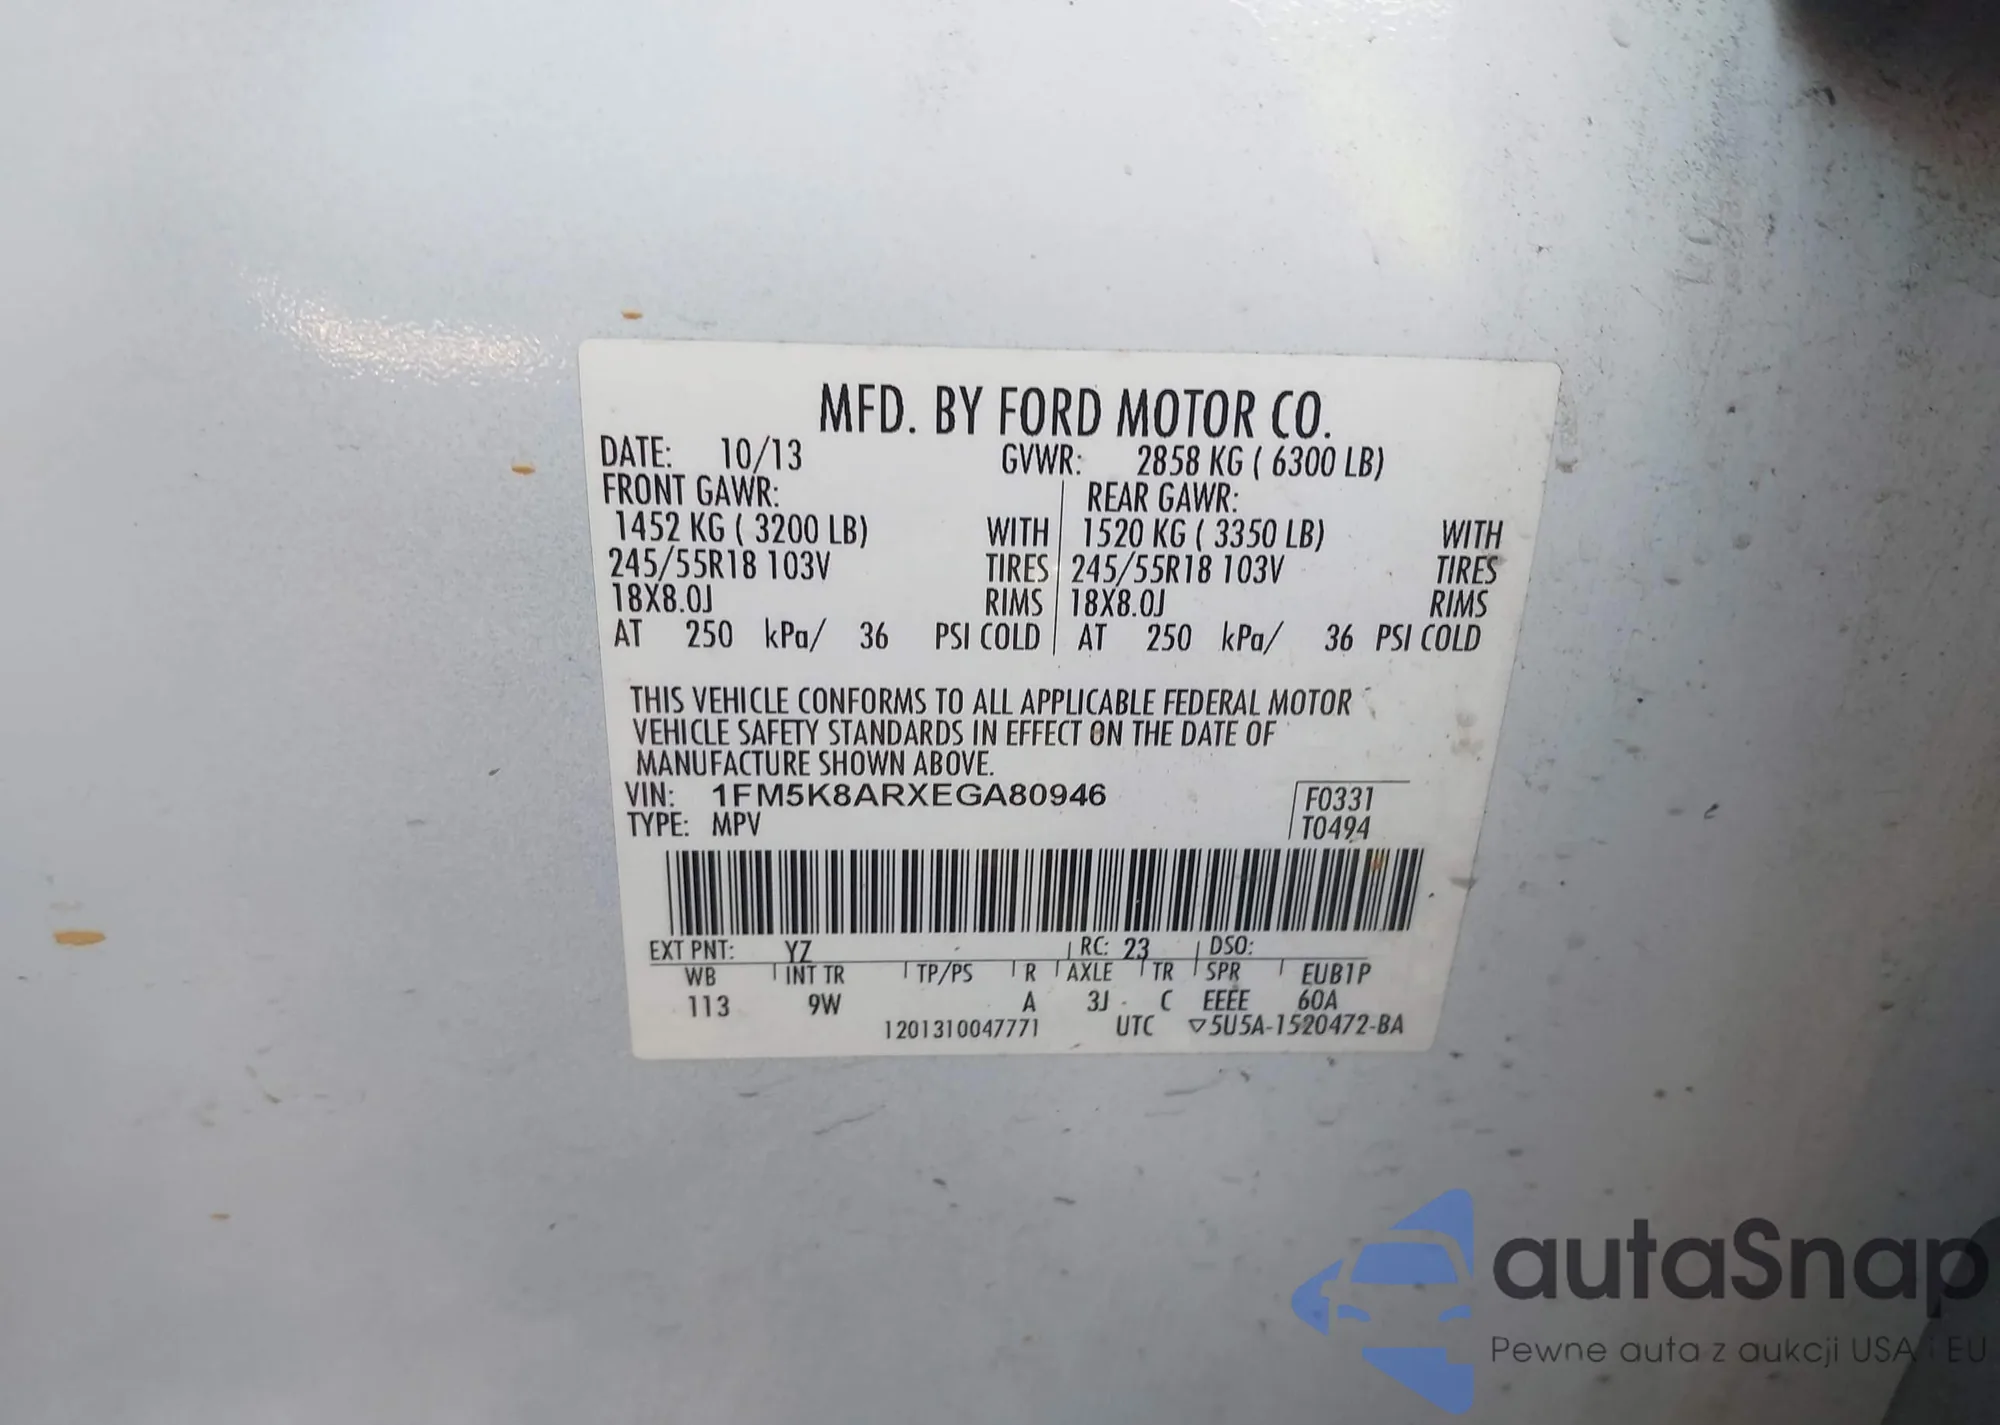 MFD. BY FORD MOTOR CO.
DATE: 10/13 GVWR: 2858 KG ( 6300 LB)
FRONT GAWR: REAR GAWR:
1452 KG ( 3200 LB) WITH 1520 KG ( 3350 LB) WITH
245/55R18 103V TIRES 245/55R18 103V TIRES
18X8.0J RIMS 18X8.0J RIMS
AT 250 kPa/ 36 PSI COLD AT 250 kPa/ 36 PSI COLD
THIS VEHICLE CONFORMS TO ALL APPLICABLE FEDERAL MOTOR
VEHICLE SAFETY STANDARDS IN EFFECT ON THE DATE OF
MANUFACTURE SHOWN ABOVE.
VIN: 1FM5K8ARXEGA80946 F0331
TYPE: MPV T0494
EXT PNT: YZ RC: 23 DSO:
WB INT TR TP/PS R AXLE TR SPR EUB1P
113 9W A 3J C EEEE 60A
1201310047771 UTC ▽5U5A-1520472-BA
autaSnap
Pewne auta z aukcji USA i EU